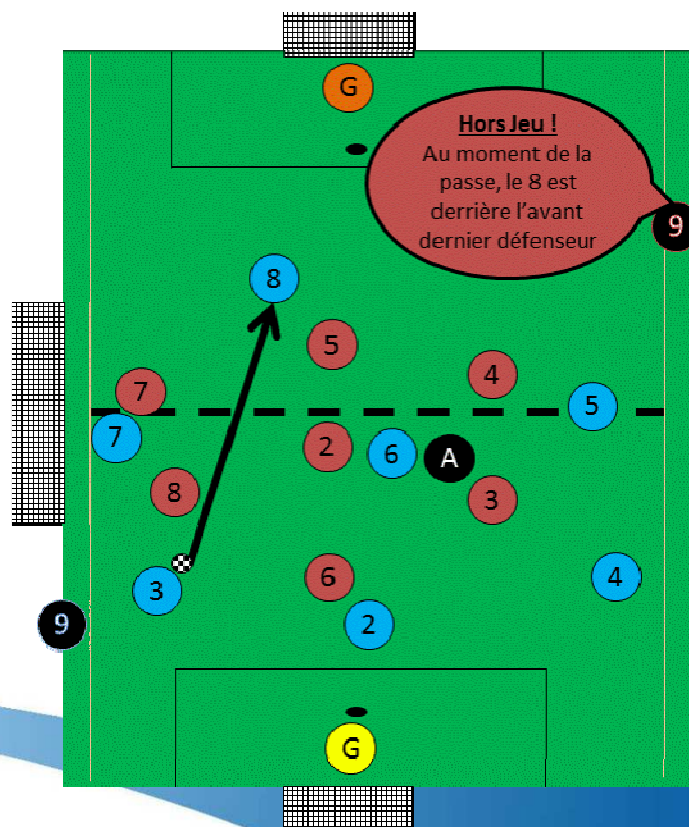 G
Hors Jeu !
Au moment de la
passe, le 8 est
derrière l’avant
dernier défenseur
9
8
5
4
7
5
7
2
6
A
8
3
3
6
4
9
2
G